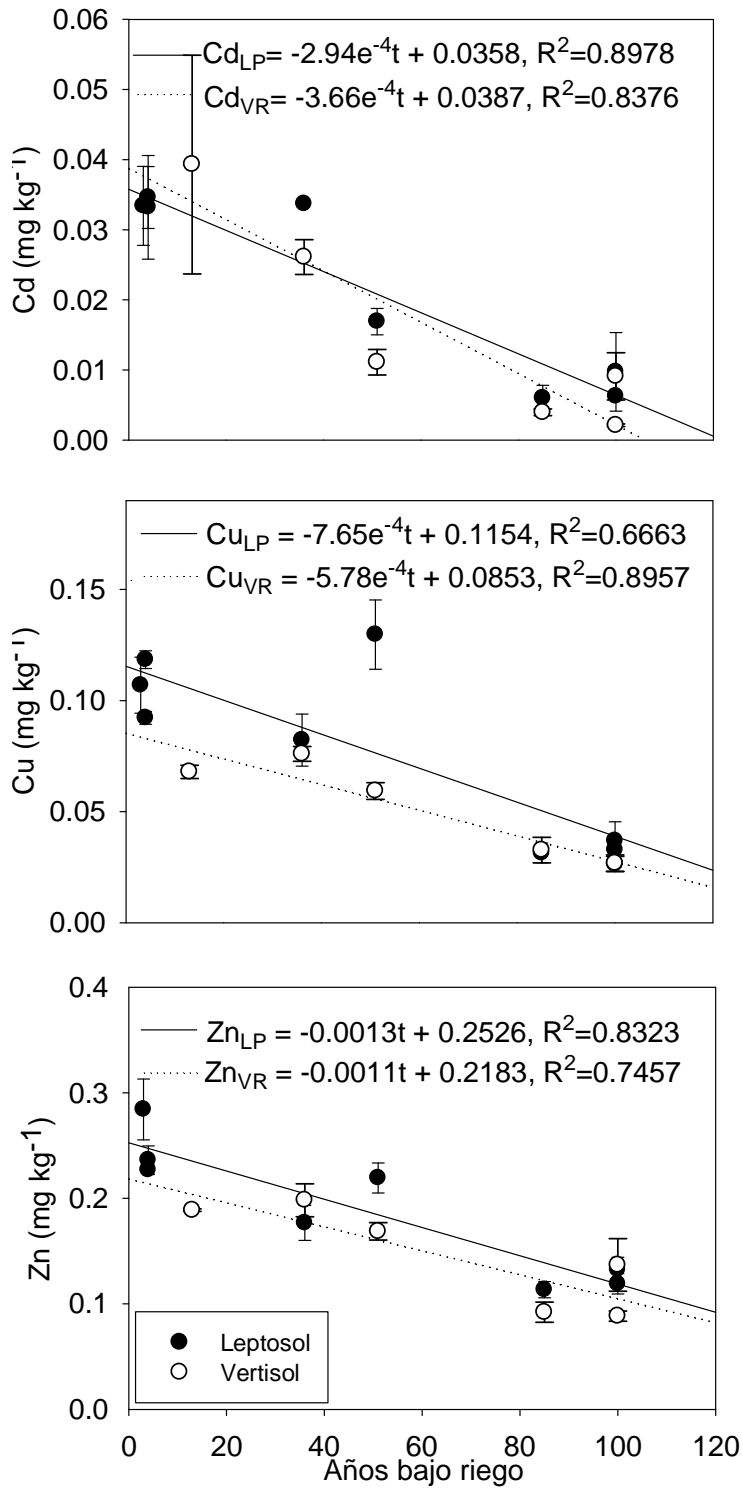 0.06
Cd_LP= -2.94e^-4t + 0.0358, R^2=0.8978
0.05
Cd_VR= -3.66e^-4t + 0.0387, R^2=0.8376
0.04
0.03
0.02
0.01
0.00
Cd (mg kg^-1)
Cu_LP = -7.65e^-4t + 0.1154, R^2=0.6663
Cu_VR = -5.78e^-4t + 0.0853, R^2=0.8957
0.15
0.10
0.05
0.00
Cu (mg kg^-1)
0.4
Zn_LP = -0.0013t + 0.2526, R^2=0.8323
Zn_VR = -0.0011t + 0.2183, R^2=0.7457
0.3
0.2
0.1
0.0
Zn (mg kg^-1)
Leptosol
Vertisol
0 20 40 60 80 100 120
Años bajo riego